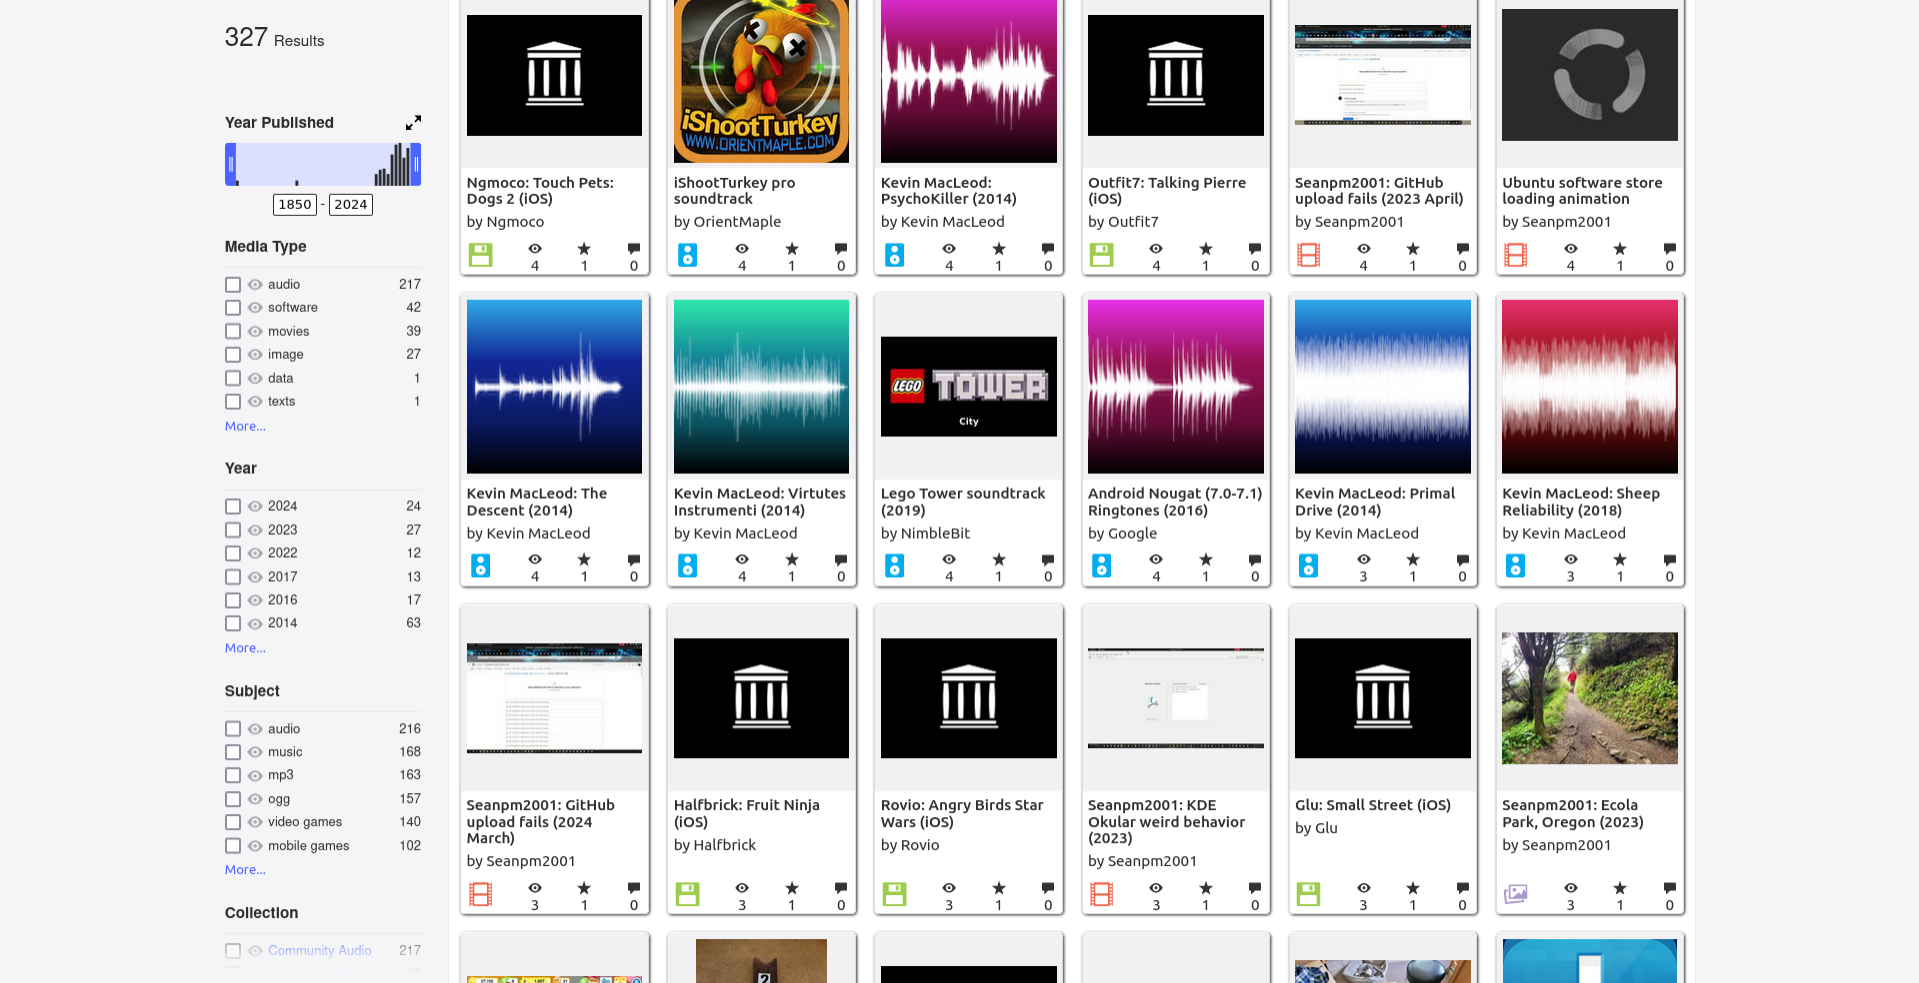 327 Results
Year Published
1850 - 2024
Media Type
audio 217
software 42
movies 39
image 27
data 1
texts 1
More...
Year
2024 24
2023 27
2022 12
2017 13
2016 17
2014 63
More...
Subject
audio 216
music 168
mp3 163
ogg 157
video games 140
mobile games 102
More...
Collection
Community Audio 217
Ngmoco: Touch Pets:
Dogs 2 (iOS)
by Ngmoco
4 1 0
iShootTurkey
WWW.ORIENTMAPLE.COM
iShootTurkey pro
soundtrack
by OrientMaple
4 1 0
Kevin MacLeod:
PsychoKiller (2014)
by Kevin MacLeod
4 1 0
Outfit7: Talking Pierre
(iOS)
by Outfit7
4 1 0
Seanpm2001: GitHub
upload fails (2023 April)
by Seanpm2001
4 1 0
Ubuntu software store
loading animation
by Seanpm2001
4 1 0
Kevin MacLeod: The
Descent (2014)
by Kevin MacLeod
4 1 0
Kevin MacLeod: Virtutes
Instrumenti (2014)
by Kevin MacLeod
4 1 0
LEGO TOWER
City
Lego Tower soundtrack
(2019)
by NimbleBit
4 1 0
Android Nougat (7.0-7.1)
Ringtones (2016)
by Google
4 1 0
Kevin MacLeod: Primal
Drive (2014)
by Kevin MacLeod
3 1 0
Kevin MacLeod: Sheep
Reliability (2018)
by Kevin MacLeod
3 1 0
Seanpm2001: GitHub
upload fails (2024
March)
by Seanpm2001
3 1 0
Halfbrick: Fruit Ninja
(iOS)
by Halfbrick
3 1 0
Rovio: Angry Birds Star
Wars (iOS)
by Rovio
3 1 0
Seanpm2001: KDE
Okular weird behavior
(2023)
by Seanpm2001
3 1 0
Glu: Small Street (iOS)
by Glu
3 1 0
Seanpm2001: Ecola
Park, Oregon (2023)
by Seanpm2001
3 1 0
2